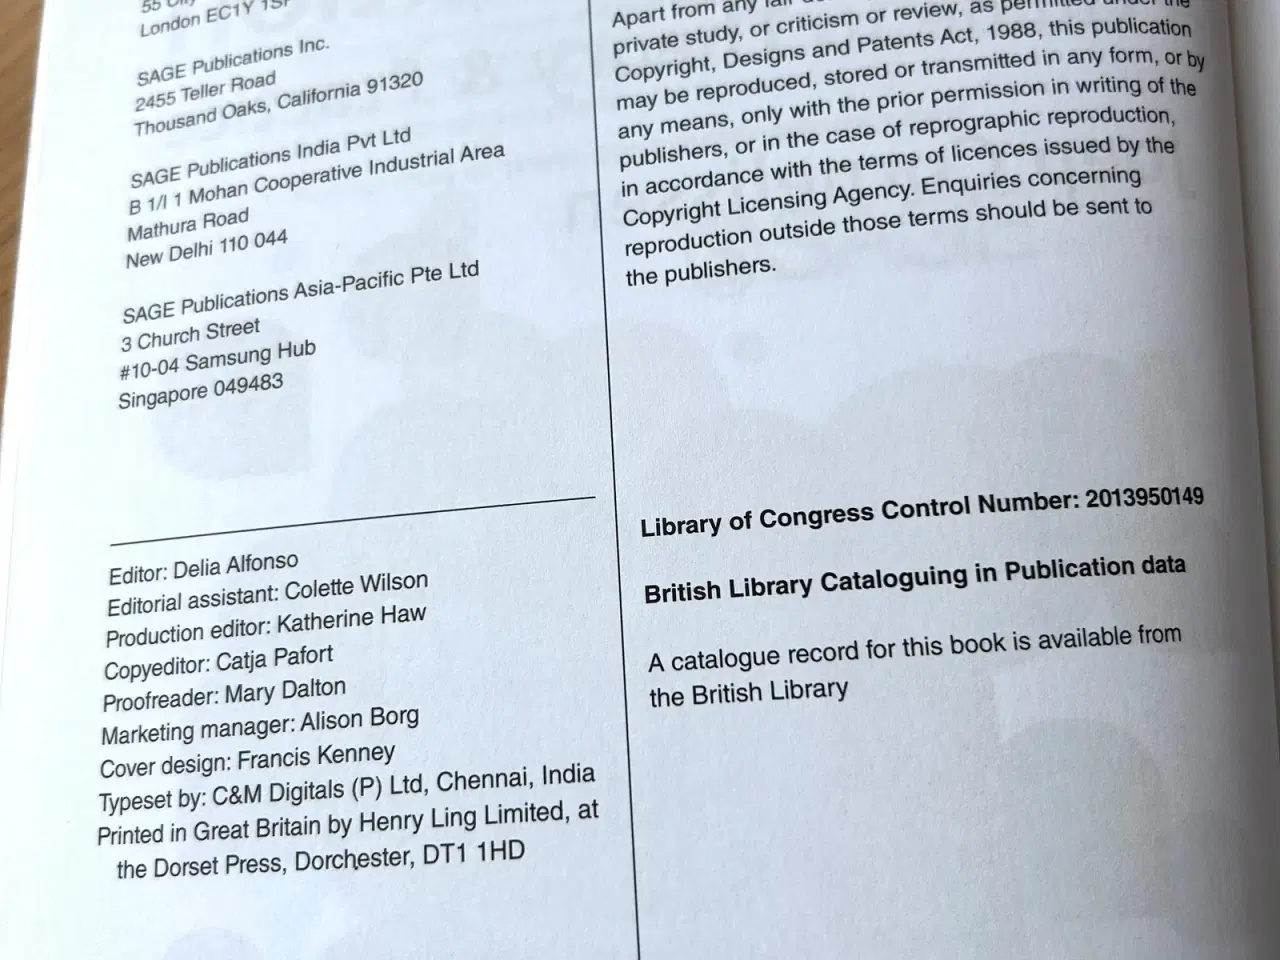 55 City
London EC1Y 1SP
SAGE Publications Inc.
2455 Teller Road
Thousand Oaks, California 91320
SAGE Publications India Pvt Ltd
B 1/I 1 Mohan Cooperative Industrial Area
Mathura Road
New Delhi 110 044
SAGE Publications Asia-Pacific Pte Ltd
3 Church Street
#10-04 Samsung Hub
Singapore 049483
Editor: Delia Alfonso
Editorial assistant: Colette Wilson
Production editor: Katherine Haw
Copyeditor: Catja Pafort
Proofreader: Mary Dalton
Marketing manager: Alison Borg
Cover design: Francis Kenney
Typeset by: C&M Digitals (P) Ltd, Chennai, India
Printed in Great Britain by Henry Ling Limited, at
the Dorset Press, Dorchester, DT1 1HD
Apart from any fair
private study, or criticism or review, as permitted under the
Copyright, Designs and Patents Act, 1988, this publication
may be reproduced, stored or transmitted in any form, or by
any means, only with the prior permission in writing of the
publishers, or in the case of reprographic reproduction,
in accordance with the terms of licences issued by the
Copyright Licensing Agency. Enquiries concerning
reproduction outside those terms should be sent to
the publishers.
Library of Congress Control Number: 2013950149
British Library Cataloguing in Publication data
A catalogue record for this book is available from
the British Library